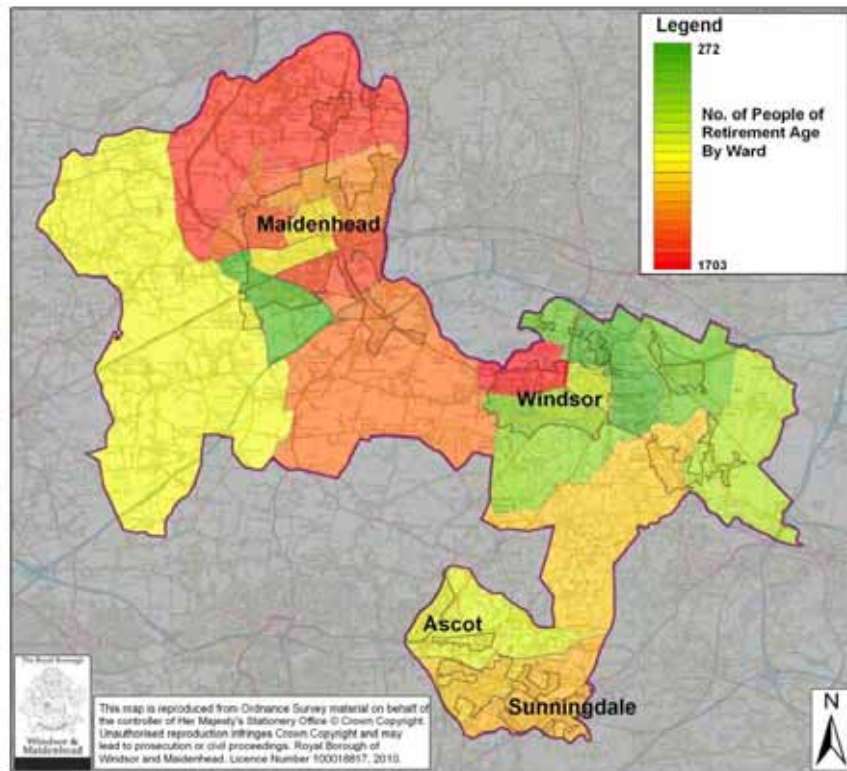 Legend
272
No. of People of
Retirement Age
By Ward
1703
Maidenhead
Windsor
Ascot
Sunningdale
The Royal Borough
Windsor &
Maidenhead
This map is reproduced from Ordnance Survey material on behalf of
the controller of Her Majesty's Stationery Office © Crown Copyright.
Unauthorised reproduction infringes Crown Copyright and may
lead to prosecution or civil proceedings. Royal Borough of
Windsor and Maidenhead. Licence Number 100018817, 2010.
N